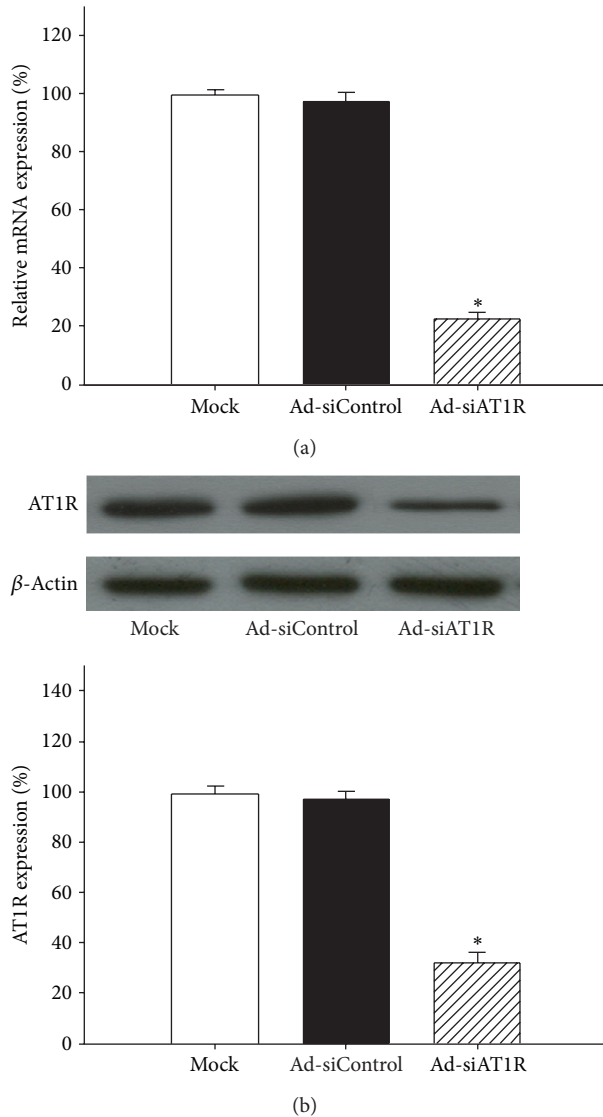 120
100
80
60
40
20
0
Relative mRNA expression (%)
*
Mock Ad-siControl Ad-siAT1R
(a)
AT1R
β-Actin
Mock Ad-siControl Ad-siAT1R
140
120
100
80
60
40
20
0
AT1R expression (%)
*
Mock Ad-siControl Ad-siAT1R
(b)